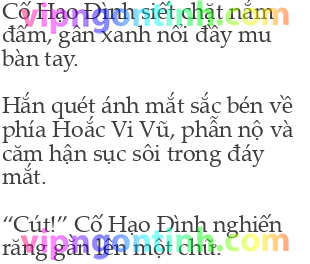 Cố Hạo Đình siết chặt nắm
đấm, gân xanh nổi đầy mu
bàn tay.
Hắn quét ánh mắt sắc bén về
phía Hoắc Vi Vũ, phẫn nộ và
căm hận sục sôi trong đáy
mắt.
“Cút!” Cố Hạo Đình nghiến
răng gằn lên một chữ.
vipngontinh.com
vipngontinh.com